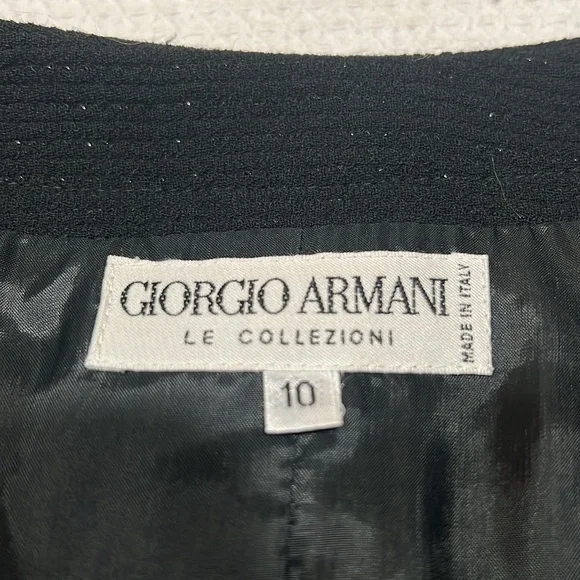 GIORGIO ARMANI
LE COLLEZIONI
MADE IN ITALY
10